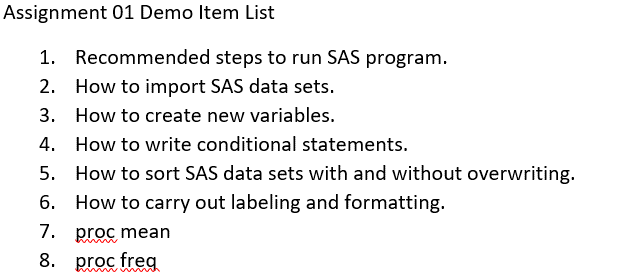 Assignment 01 Demo Item List
1. Recommended steps to run SAS program.
2. How to import SAS data sets.
3. How to create new variables.
4. How to write conditional statements.
5. How to sort SAS data sets with and without overwriting.
6. How to carry out labeling and formatting.
7. proc mean
8. proc freq